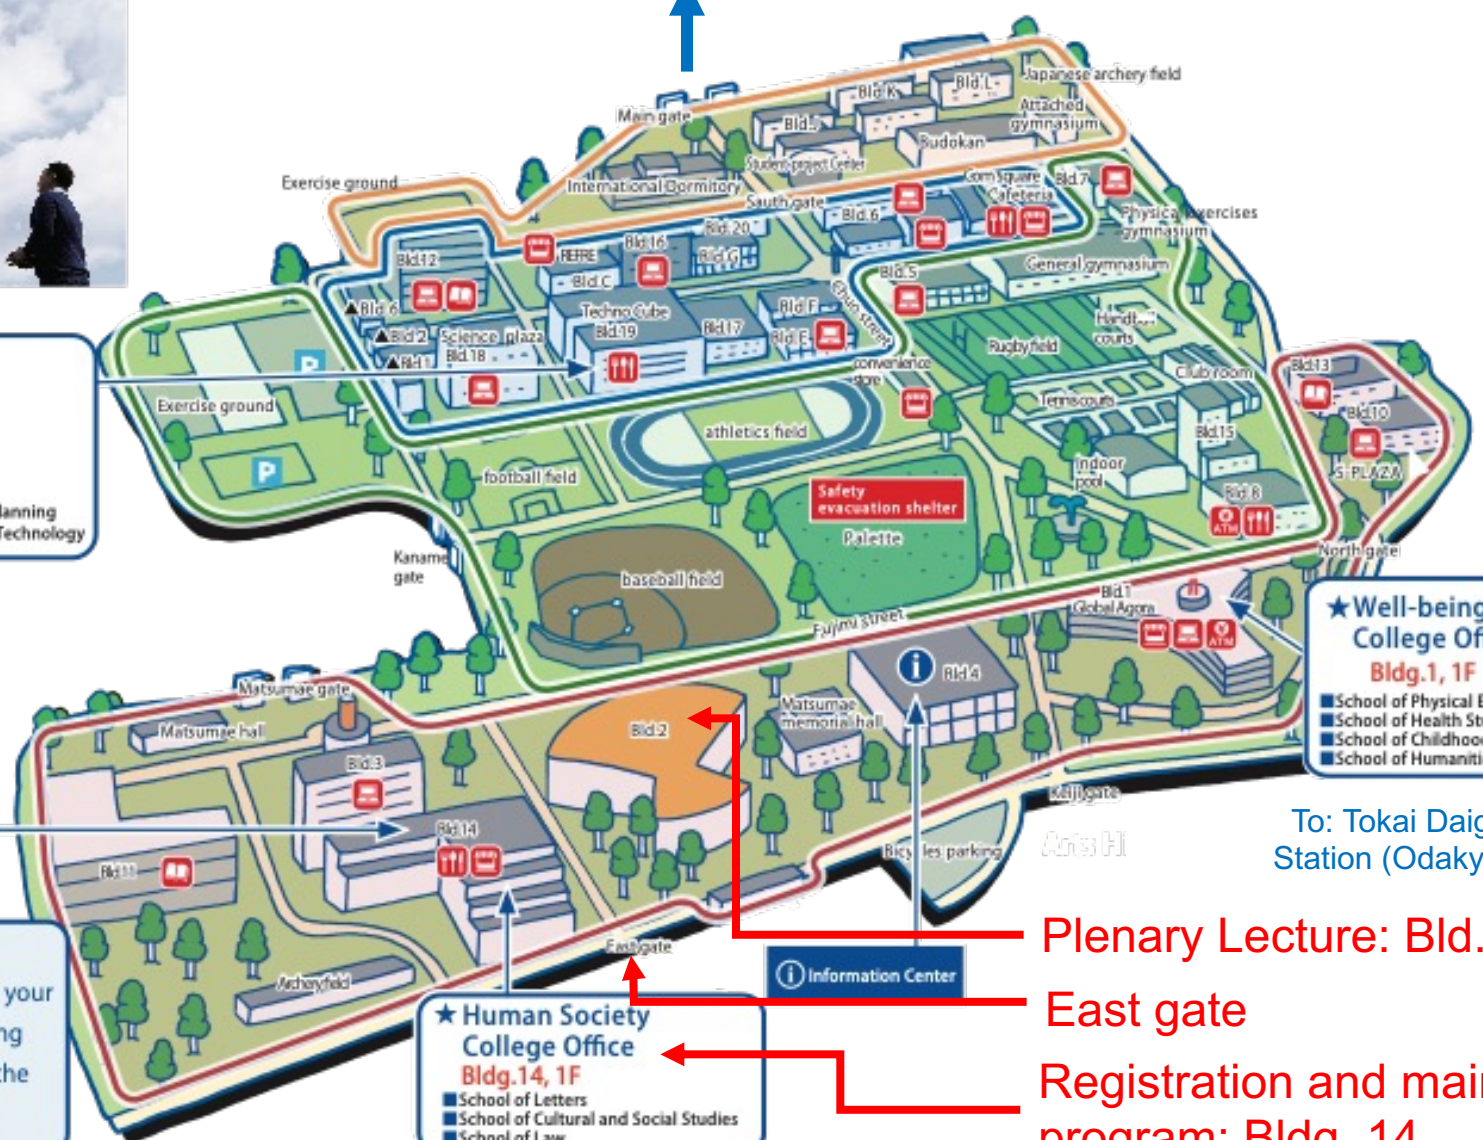 Main gate
Bld.K
Bld.L
Japanese archery field
Attached
gymnasium
Budokan
Student project Center
Exercise ground
International Dormitory
Sauth gate
Com Square
Cafeteria
Bld.7
Physical exercises
gymnasium
Bld.6
Bld.20
Bld.16
Bld.G
REFRE
Bld.C
Bld.12
General gymnasium
Bld.5
Chuo street
▲Bld 6
▲Bld 2
▲Bld 1
Science plaza
Bld.18
Techno Cube
Bld.19
Bld.17
Bld.F
Bld.E
convenience
store
Rugby field
courts
Club room
Tennis courts
Bld.13
Bld.10
S-PLAZA
P
Exercise ground
P
athletics field
football field
Bld.15
Indoor
pool
Bld.8
ATM
Safety
evacuation shelter
Palette
lanning
Technology
Kaname
gate
baseball field
North gate
Bld.1
Global Agora
ATM
Fujimi street
★Well-being
College Of
Bldg.1, 1F
■School of Physical E
■School of Health St
■School of Childhoo
■School of Humaniti
i
Bld.4
Matsumae gate
Matsumae hall
Bld.2
Matsumae
memorial hall
Bld.3
Keiji gate
Bld.14
Bld.11
Bicycles parking
Arts H
To: Tokai Daig
Station (Odaky
East gate
Archery field
i Information Center
Plenary Lecture: Bld.
East gate
Registration and main
program: Bldg. 14
your
ng
the
★ Human Society
College Office
Bldg.14, 1F
■School of Letters
■School of Cultural and Social Studies
■School of Law